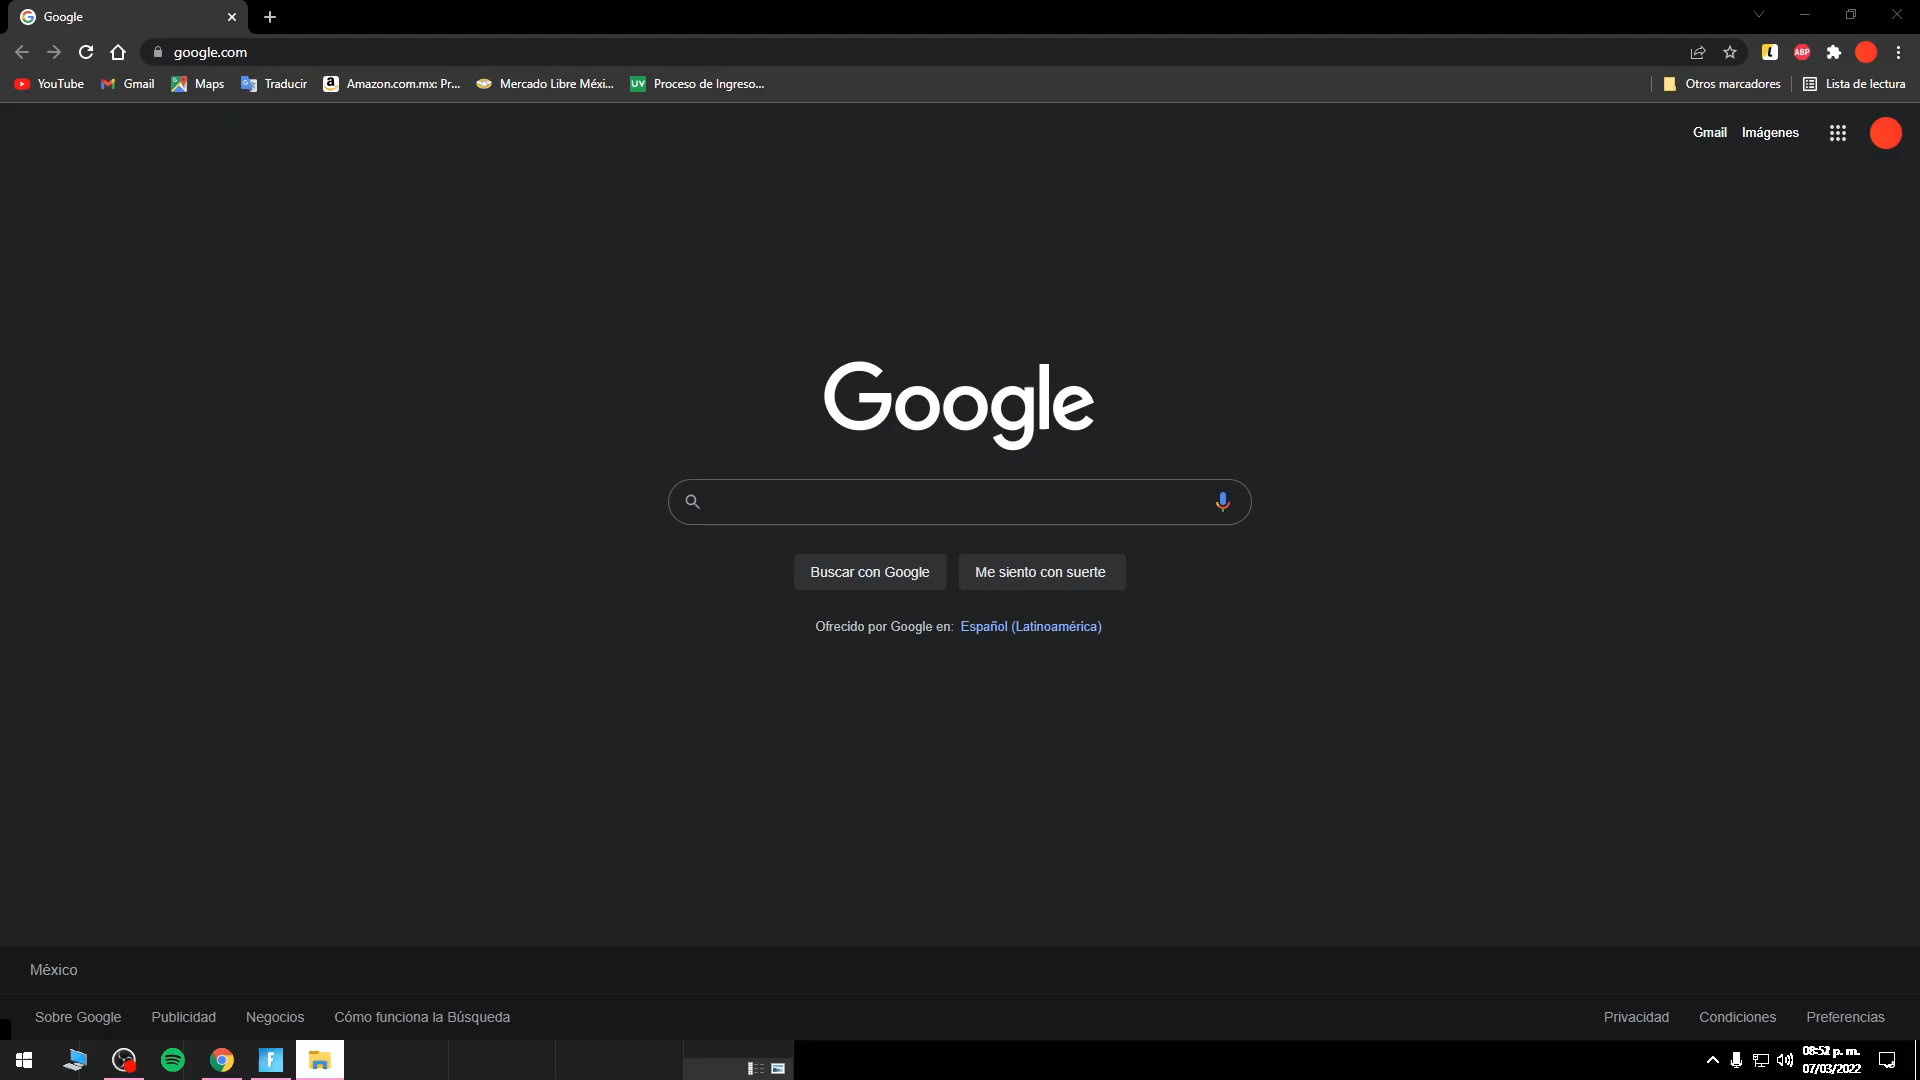 Google
google.com
YouTube
Gmail
Maps
Traducir
Amazon.com.mx: Pr...
Mercado Libre Méxi...
UV Proceso de Ingreso...
Otros marcadores
Lista de lectura
ABP
Gmail
Imágenes
Google
Buscar con Google
Me siento con suerte
Ofrecido por Google en: Español (Latinoamérica)
México
Sobre Google
Publicidad
Negocios
Cómo funciona la Búsqueda
Privacidad
Condiciones
Preferencias
08:52 p. m.
07/03/2022